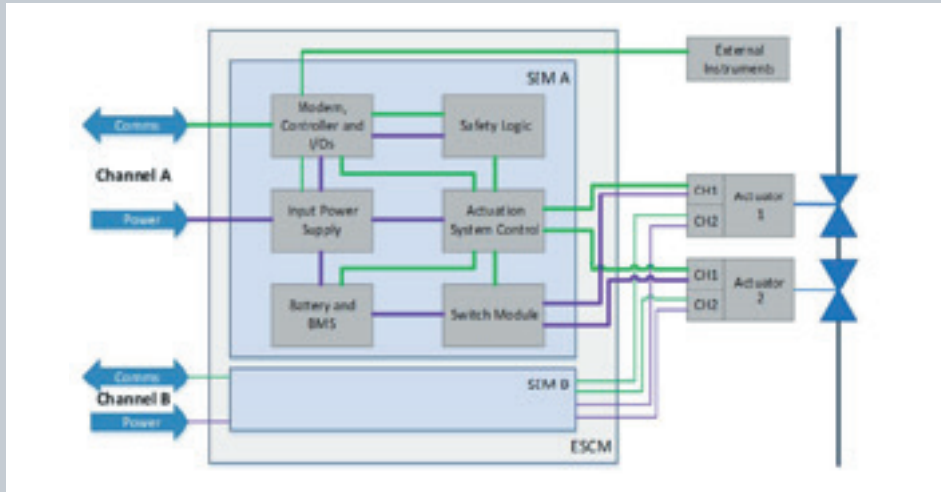 External
Instruments
SIM A
Modem,
Controller and
I/Os
Safety Logic
Comms
Channel A
Power
Input Power
Supply
Actuation
System Control
CH1
CH2
Actuator
1
CH1
CH2
Actuator
2
Battery and
BMS
Switch Module
Comms
Channel B
Power
SIM B
ESCM